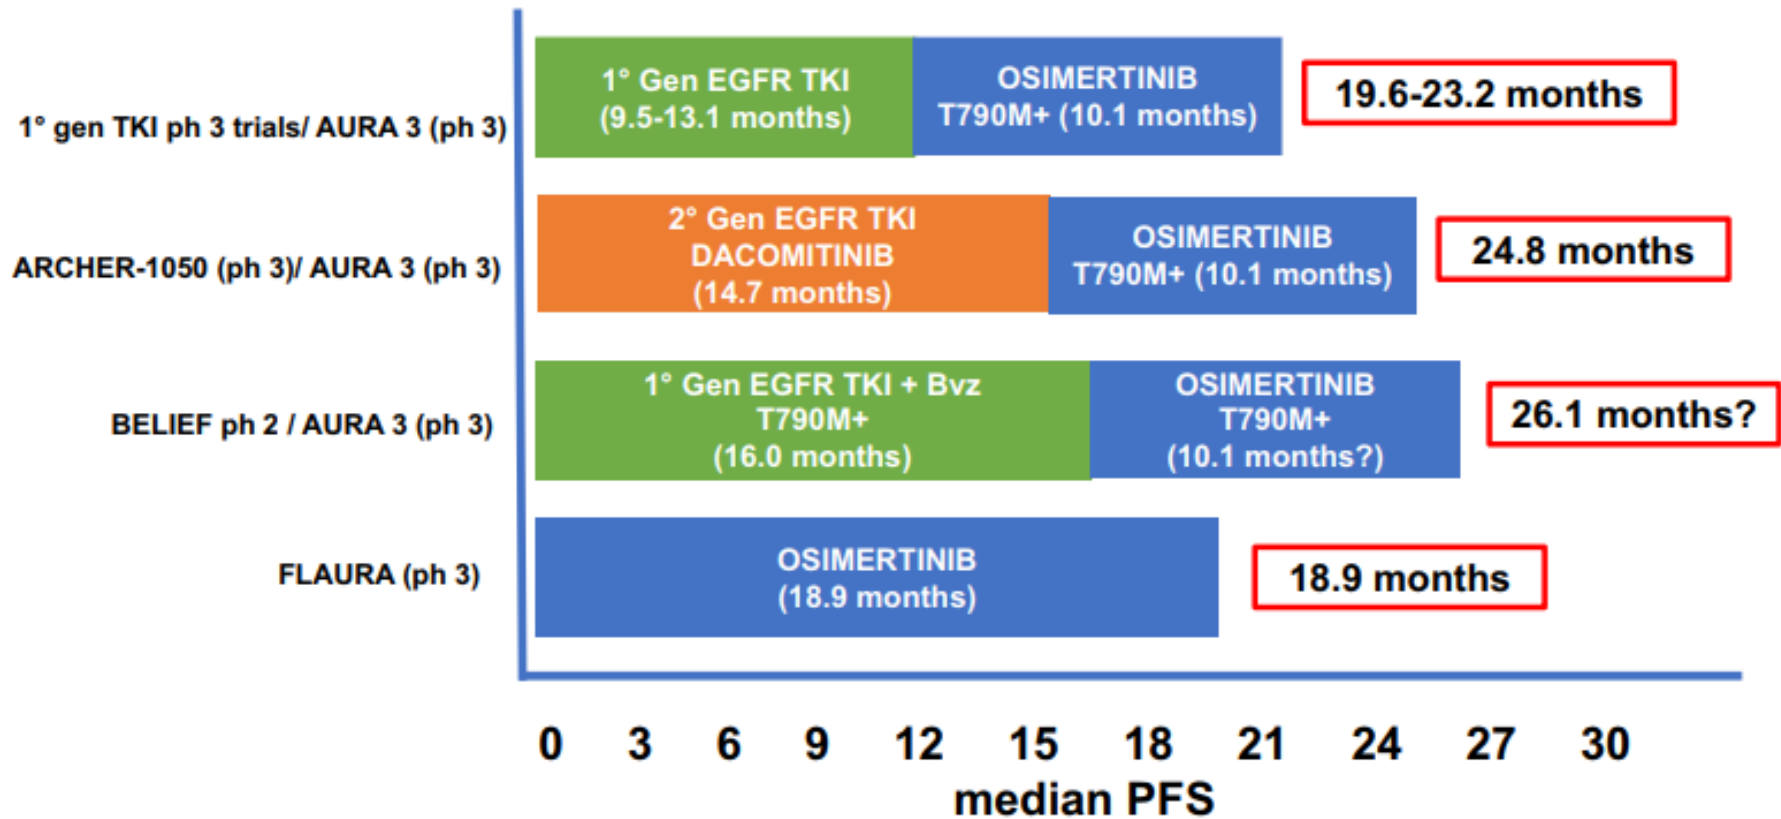 1° Gen EGFR TKI
(9.5-13.1 months)
OSIMERTINIB
T790M+ (10.1 months)
19.6-23.2 months
1° gen TKI ph 3 trials/ AURA 3 (ph 3)
2° Gen EGFR TKI
DACOMITINIB
(14.7 months)
OSIMERTINIB
T790M+ (10.1 months)
24.8 months
ARCHER-1050 (ph 3)/ AURA 3 (ph 3)
1° Gen EGFR TKI + Bvz
T790M+
(16.0 months)
OSIMERTINIB
T790M+
(10.1 months?)
26.1 months?
BELIEF ph 2 / AURA 3 (ph 3)
OSIMERTINIB
(18.9 months)
18.9 months
FLAURA (ph 3)
0 3 6 9 12 15 18 21 24 27 30
median PFS